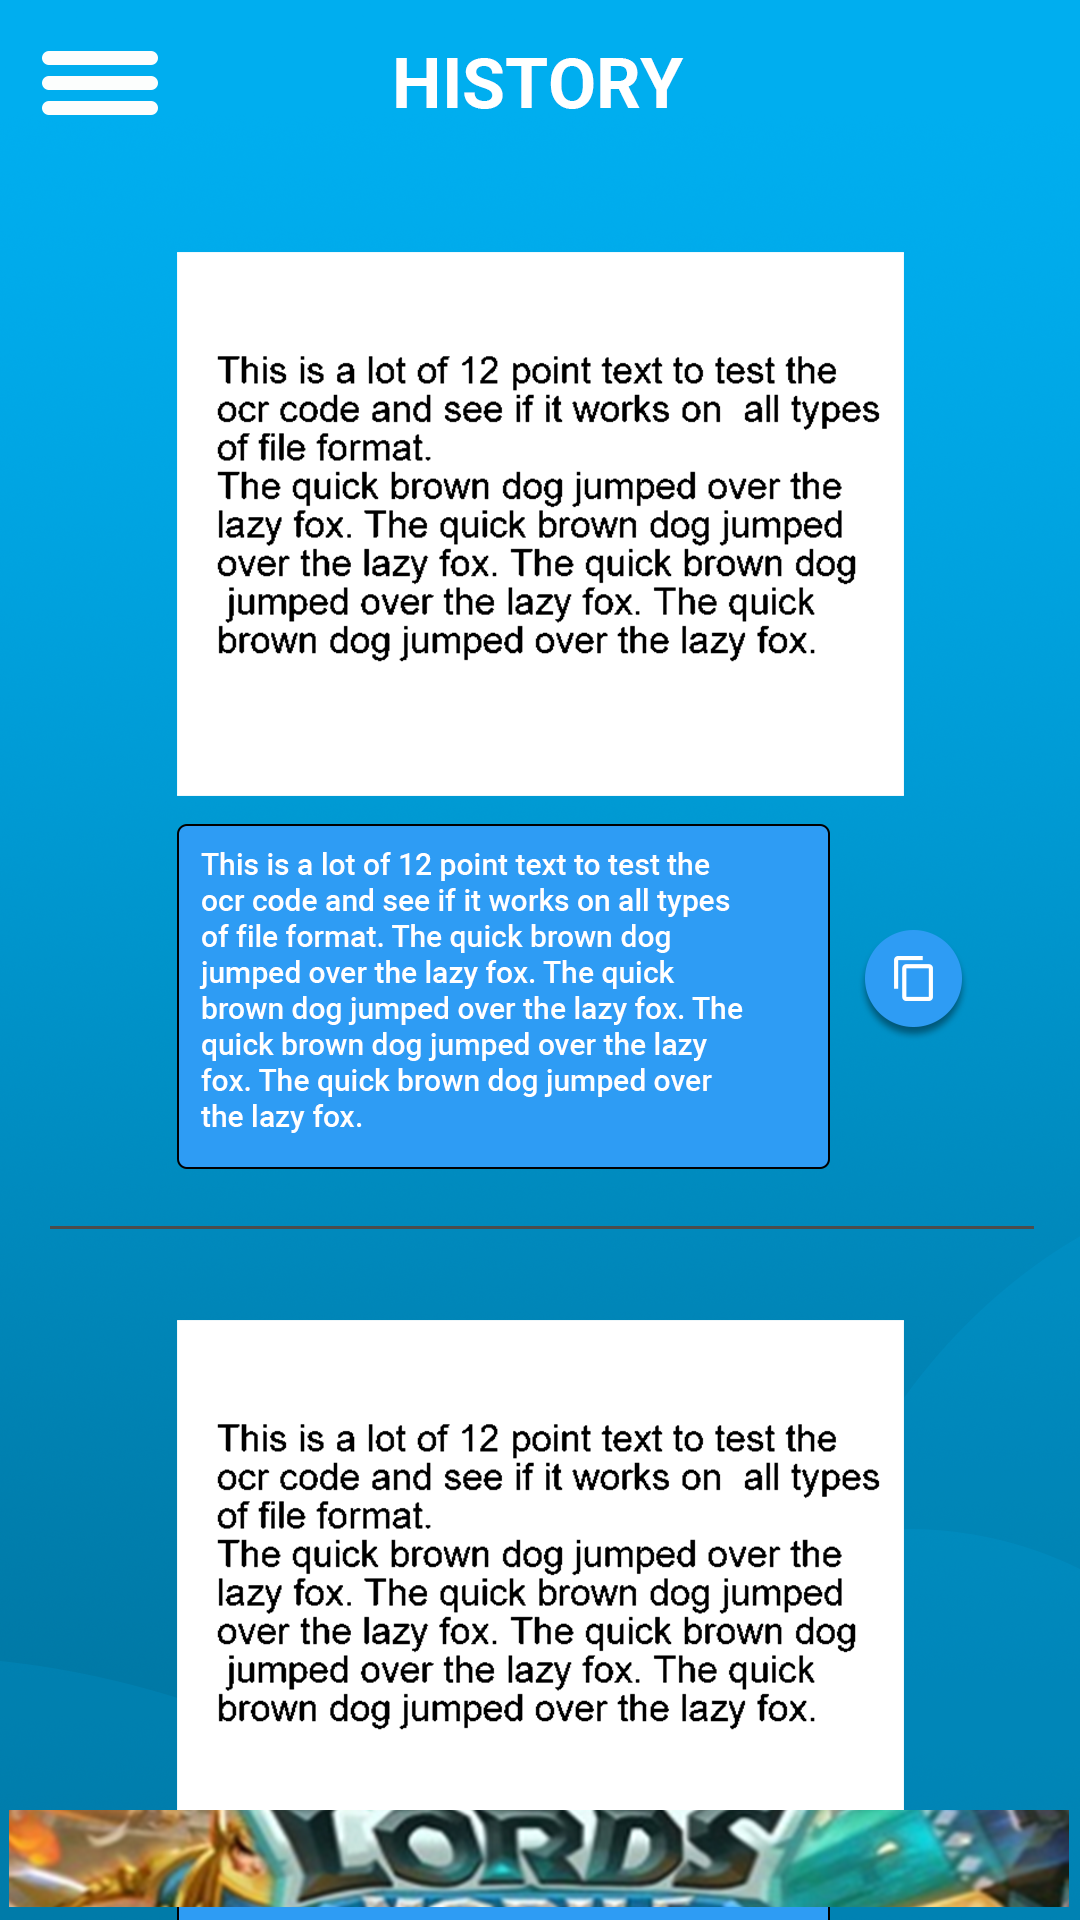 HISTORY
This is a lot of 12 point text to test the
ocr code and see if it works on  all types
of file format.
The quick brown dog jumped over the
lazy fox. The quick brown dog jumped
over the lazy fox. The quick brown dog
jumped over the lazy fox. The quick
brown dog jumped over the lazy fox.
This is a lot of 12 point text to test the
ocr code and see if it works on all types
of file format. The quick brown dog
jumped over the lazy fox. The quick
brown dog jumped over the lazy fox. The
quick brown dog jumped over the lazy
fox. The quick brown dog jumped over
the lazy fox.
This is a lot of 12 point text to test the
ocr code and see if it works on  all types
of file format.
The quick brown dog jumped over the
lazy fox. The quick brown dog jumped
over the lazy fox. The quick brown dog
jumped over the lazy fox. The quick
brown dog jumped over the lazy fox.
LORDS
MOBILE